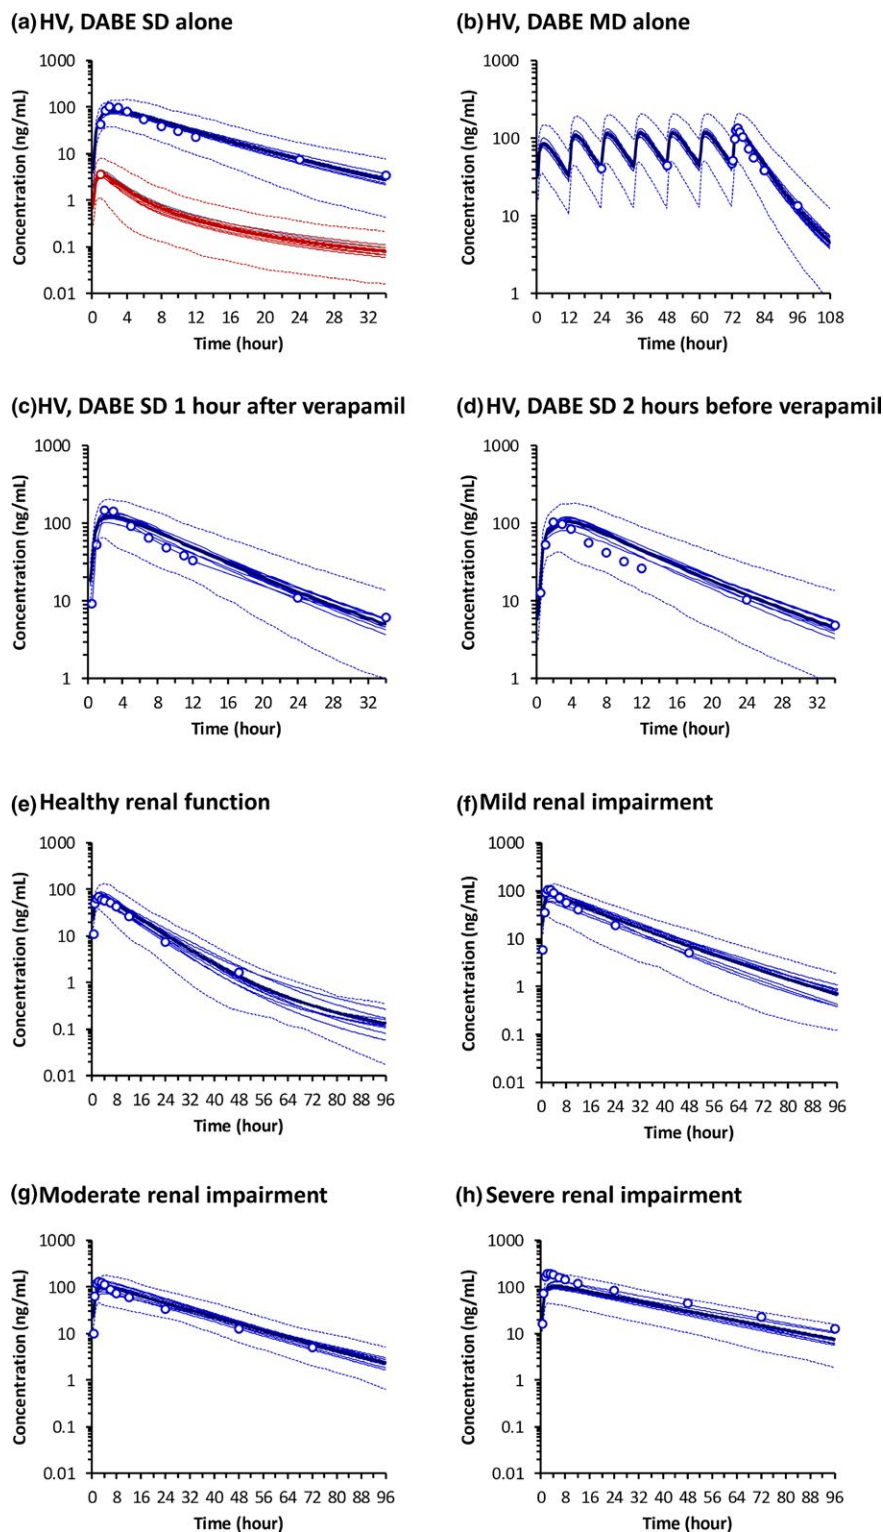 (a) HV, DABE SD alone
1000
100
10
1
0.1
0.01
Concentration (ng/mL)
0 4 8 12 16 20 24 28 32
Time (hour)
(b) HV, DABE MD alone
1000
100
10
1
Concentration (ng/mL)
0 12 24 36 48 60 72 84 96 108
Time (hour)
(c) HV, DABE SD 1 hour after verapamil
1000
100
10
1
Concentration (ng/mL)
0 4 8 12 16 20 24 28 32
Time (hour)
(d) HV, DABE SD 2 hours before verapamil
1000
100
10
1
Concentration (ng/mL)
0 4 8 12 16 20 24 28 32
Time (hour)
(e) Healthy renal function
1000
100
10
1
0.1
0.01
Concentration (ng/mL)
0 8 16 24 32 40 48 56 64 72 80 88 96
Time (hour)
(f) Mild renal impairment
1000
100
10
1
0.1
0.01
Concentration (ng/mL)
0 8 16 24 32 40 48 56 64 72 80 88 96
Time (hour)
(g) Moderate renal impairment
1000
100
10
1
0.1
0.01
Concentration (ng/mL)
0 8 16 24 32 40 48 56 64 72 80 88 96
Time (hour)
(h) Severe renal impairment
1000
100
10
1
0.1
0.01
Concentration (ng/mL)
0 8 16 24 32 40 48 56 64 72 80 88 96
Time (hour)